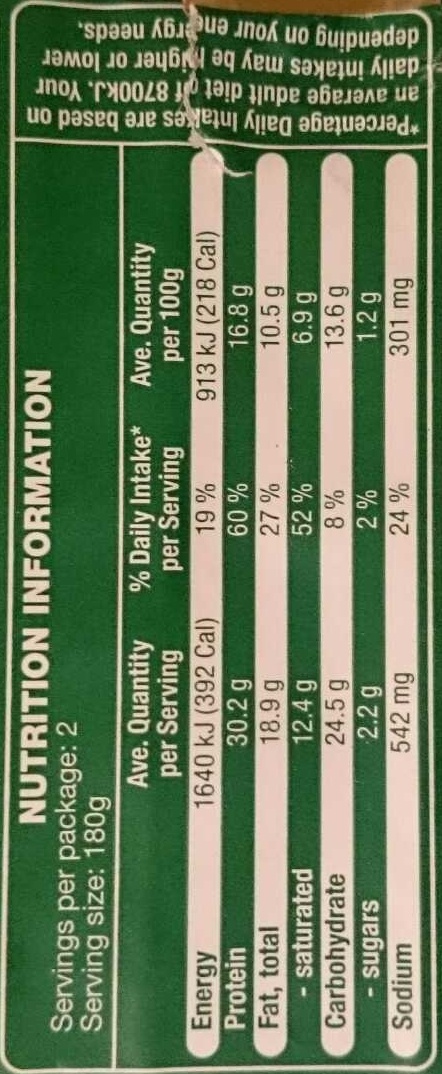 NUTRITION INFORMATION
Servings per package: 2
Serving size: 180g
Ave. Quantity per Serving % Daily Intake* per Serving Ave. Quantity per 100g
Energy 1640 kJ (392 Cal) 19 % 913 kJ (218 Cal)
Protein 30.2 g 60 % 16.8 g
Fat, total 18.9 g 27 % 10.5 g
- saturated 12.4 g 52 % 6.9 g
Carbohydrate 24.5 g 8 % 13.6 g
- sugars 2.2 g 2 % 1.2 g
Sodium 542 mg 24 % 301 mg
*Percentage Daily Intakes are based on
an average adult diet of 8700kJ. Your
daily intakes may be higher or lower
depending on your energy needs.